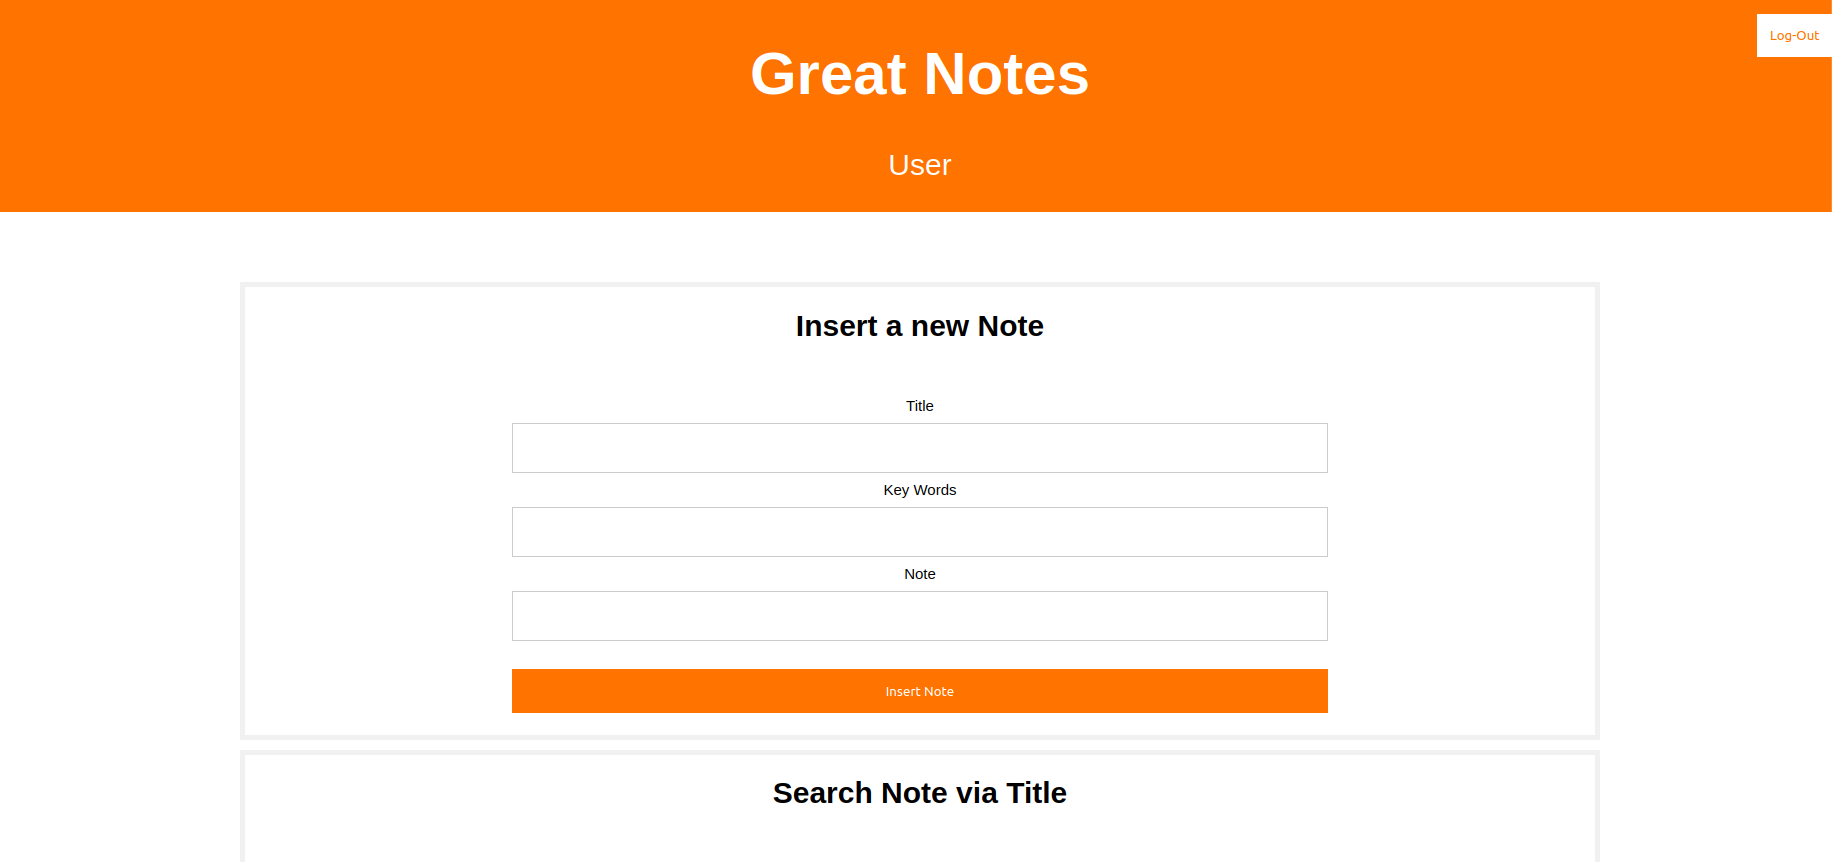 Log-Out
Great Notes
User
Insert a new Note
Title
Key Words
Note
Insert Note
Search Note via Title